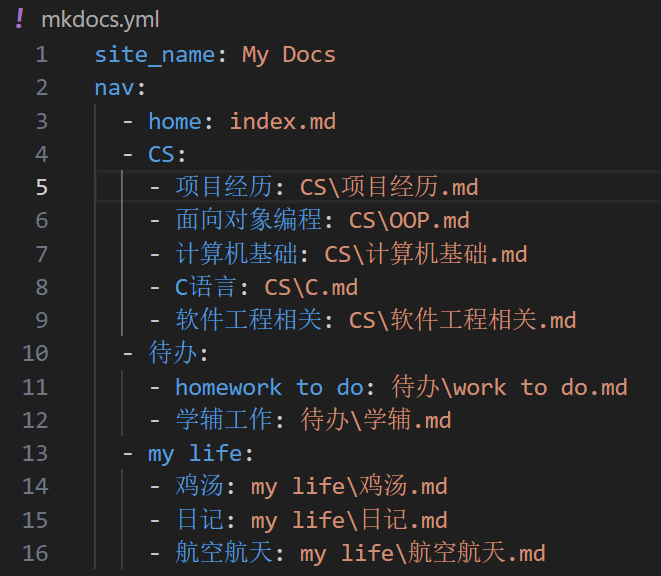 ! mkdocs.yml
1 site_name: My Docs
2 nav:
3 - home: index.md
4 - CS:
5 - 项目经历: CS\项目经历.md
6 - 面向对象编程: CS\OOP.md
7 - 计算机基础: CS\计算机基础.md
8 - C语言: CS\C.md
9 - 软件工程相关: CS\软件工程相关.md
10 - 待办:
11 - homework to do: 待办\work to do.md
12 - 学辅工作: 待办\学辅.md
13 - my life:
14 - 鸡汤: my life\鸡汤.md
15 - 日记: my life\日记.md
16 - 航空航天: my life\航空航天.md